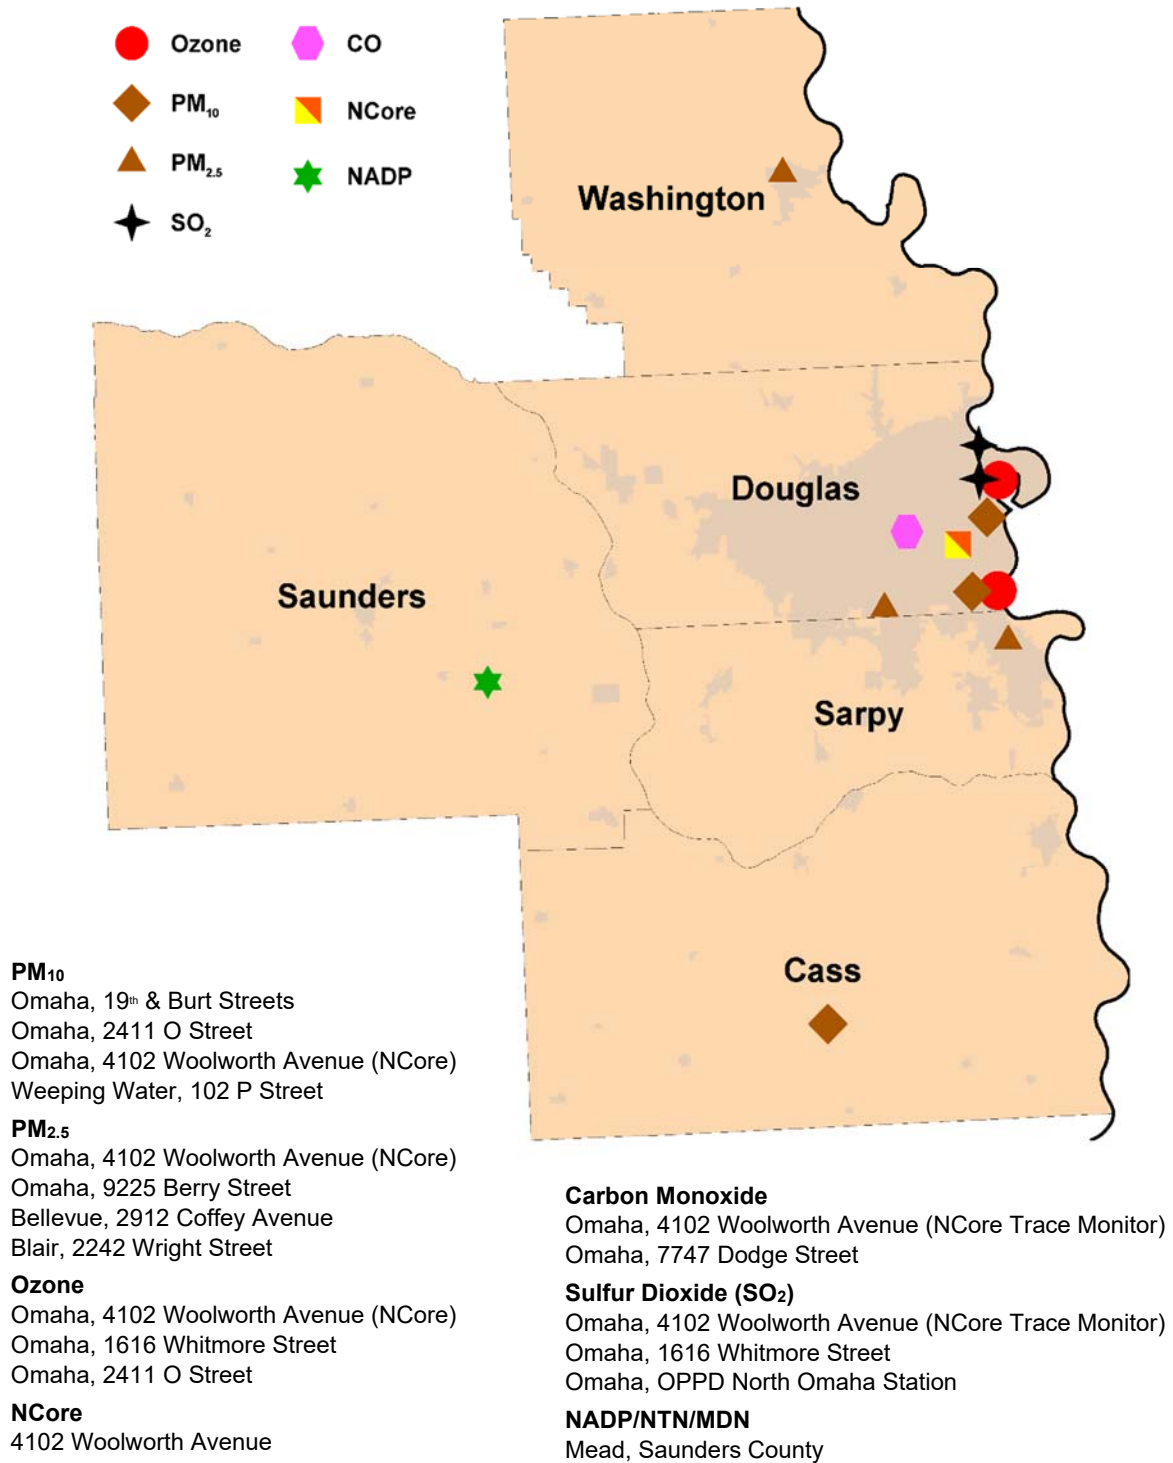 Ozone
CO
PM10
NCore
PM2.5
NADP
SO2
Washington
Douglas
Saunders
Sarpy
Cass
PM10
Omaha, 19th & Burt Streets
Omaha, 2411 O Street
Omaha, 4102 Woolworth Avenue (NCore)
Weeping Water, 102 P Street
PM2.5
Omaha, 4102 Woolworth Avenue (NCore)
Omaha, 9225 Berry Street
Bellevue, 2912 Coffey Avenue
Blair, 2242 Wright Street
Ozone
Omaha, 4102 Woolworth Avenue (NCore)
Omaha, 1616 Whitmore Street
Omaha, 2411 O Street
NCore
4102 Woolworth Avenue
Carbon Monoxide
Omaha, 4102 Woolworth Avenue (NCore Trace Monitor)
Omaha, 7747 Dodge Street
Sulfur Dioxide (SO2)
Omaha, 4102 Woolworth Avenue (NCore Trace Monitor)
Omaha, 1616 Whitmore Street
Omaha, OPPD North Omaha Station
NADP/NTN/MDN
Mead, Saunders County